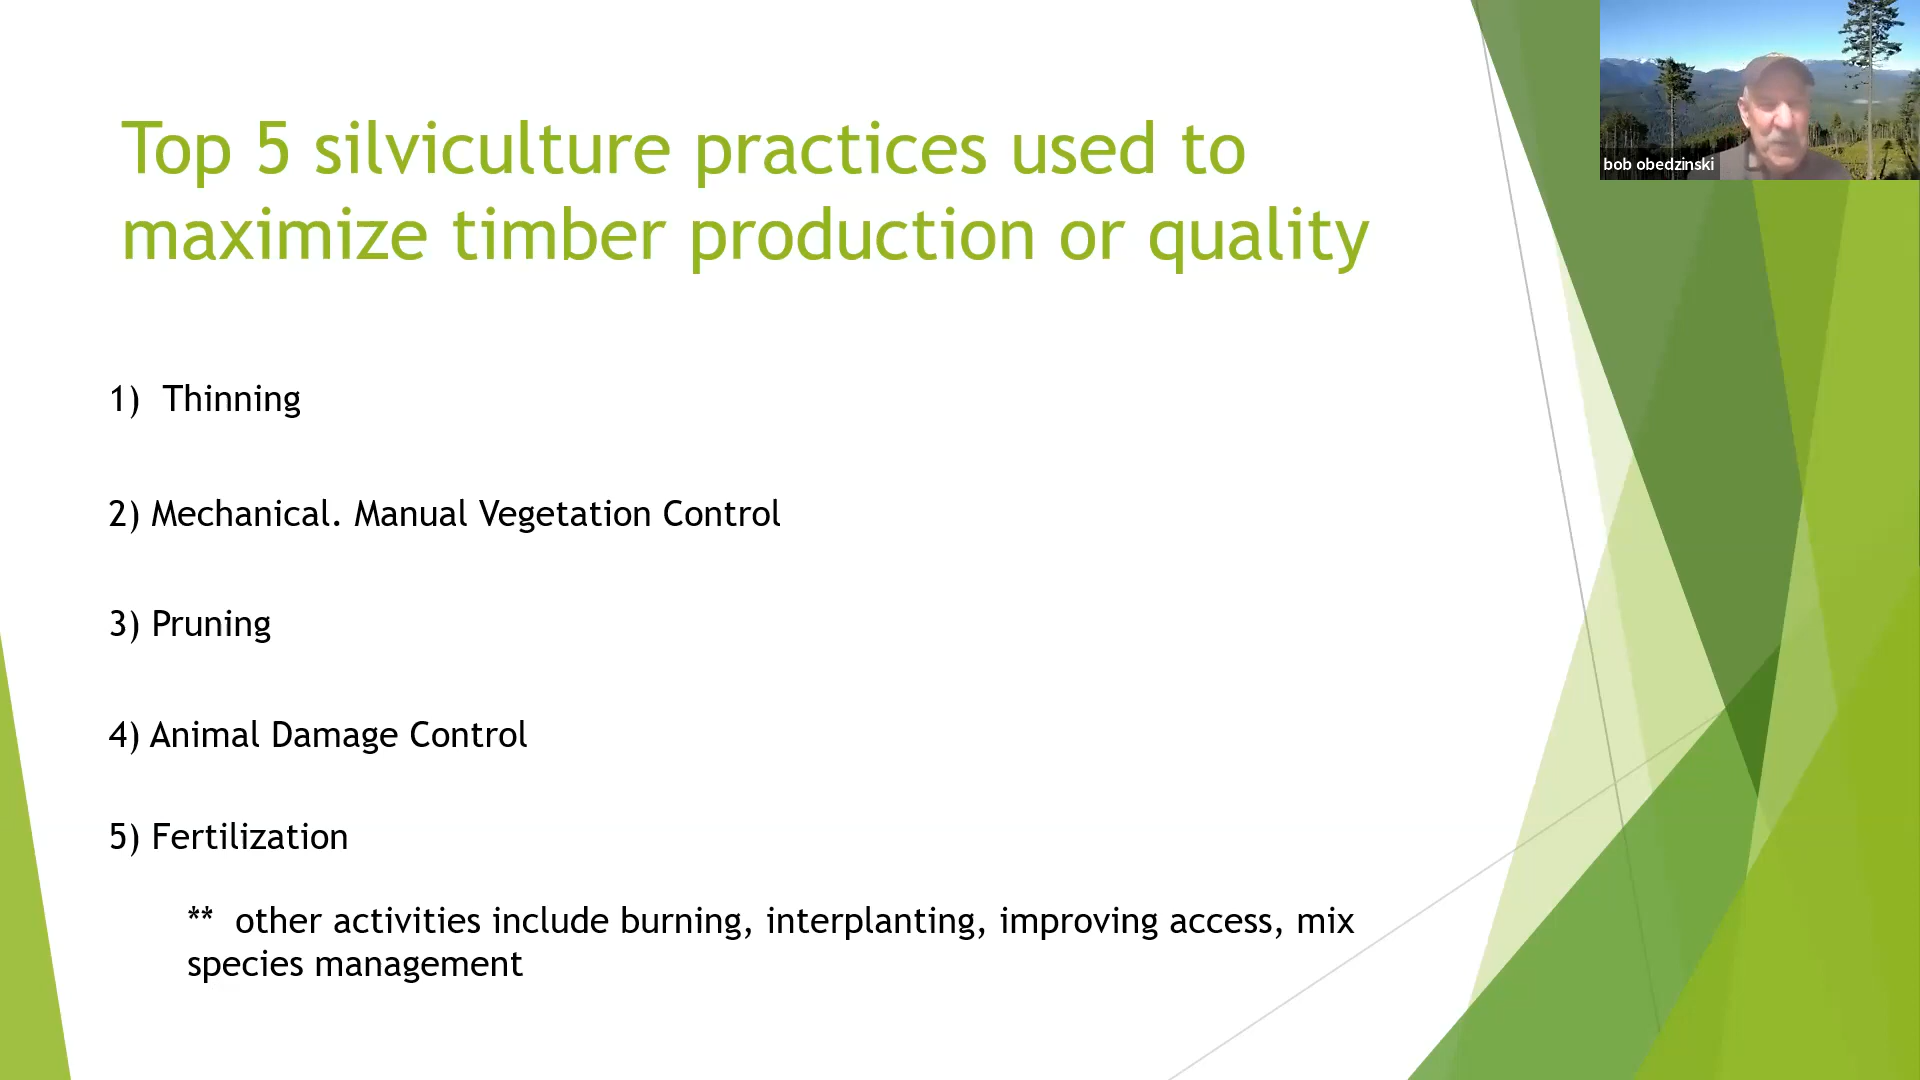 Top 5 silviculture practices used to
maximize timber production or quality
1) Thinning
2) Mechanical. Manual Vegetation Control
3) Pruning
4) Animal Damage Control
5) Fertilization
** other activities include burning, interplanting, improving access, mix
species management
bob obedzinski